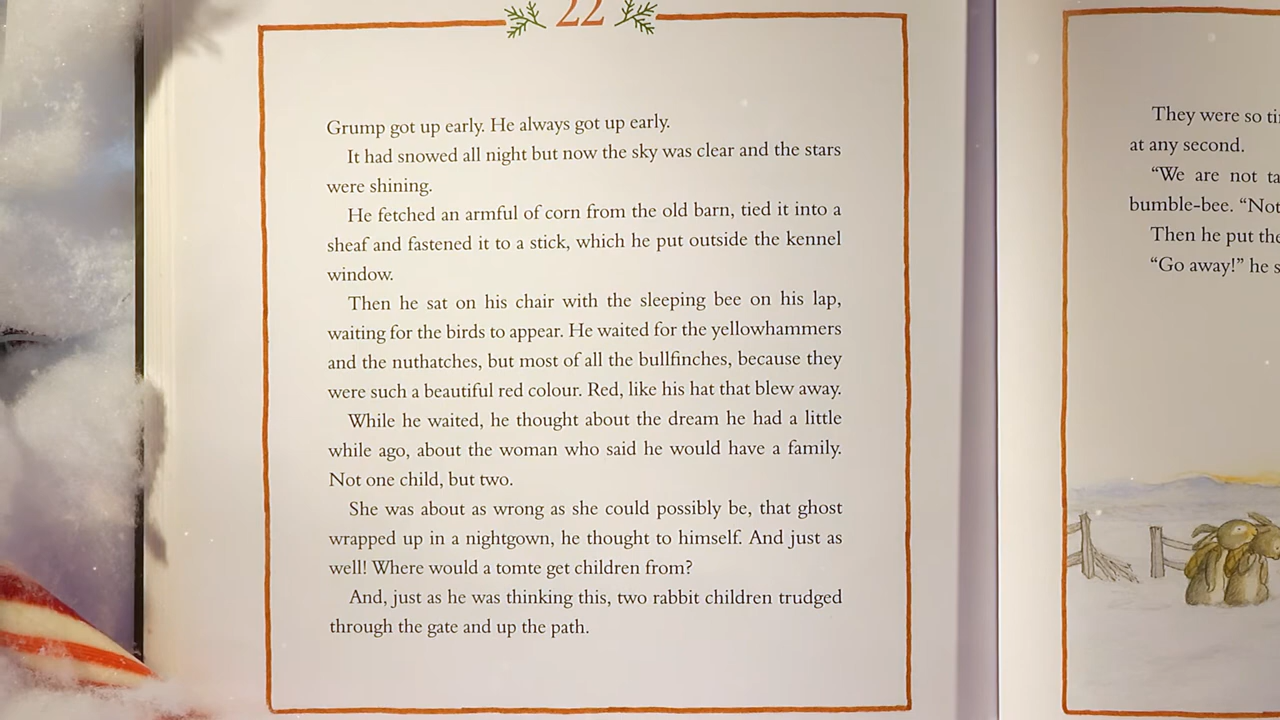 22
Grump got up early. He always got up early.
It had snowed all night but now the sky was clear and the stars
were shining.
He fetched an armful of corn from the old barn, tied it into a
sheaf and fastened it to a stick, which he put outside the kennel
window.
Then he sat on his chair with the sleeping bee on his lap,
waiting for the birds to appear. He waited for the yellowhammers
and the nuthatches, but most of all the bullfinches, because they
were such a beautiful red colour. Red, like his hat that blew away.
While he waited, he thought about the dream he had a little
while ago, about the woman who said he would have a family.
Not one child, but two.
She was about as wrong as she could possibly be, that ghost
wrapped up in a nightgown, he thought to himself. And just as
well! Where would a tomte get children from?
And, just as he was thinking this, two rabbit children trudged
through the gate and up the path.
They were so
at any second.
“We are not
bumble-bee. “Not
Then he put
“Go away!” he